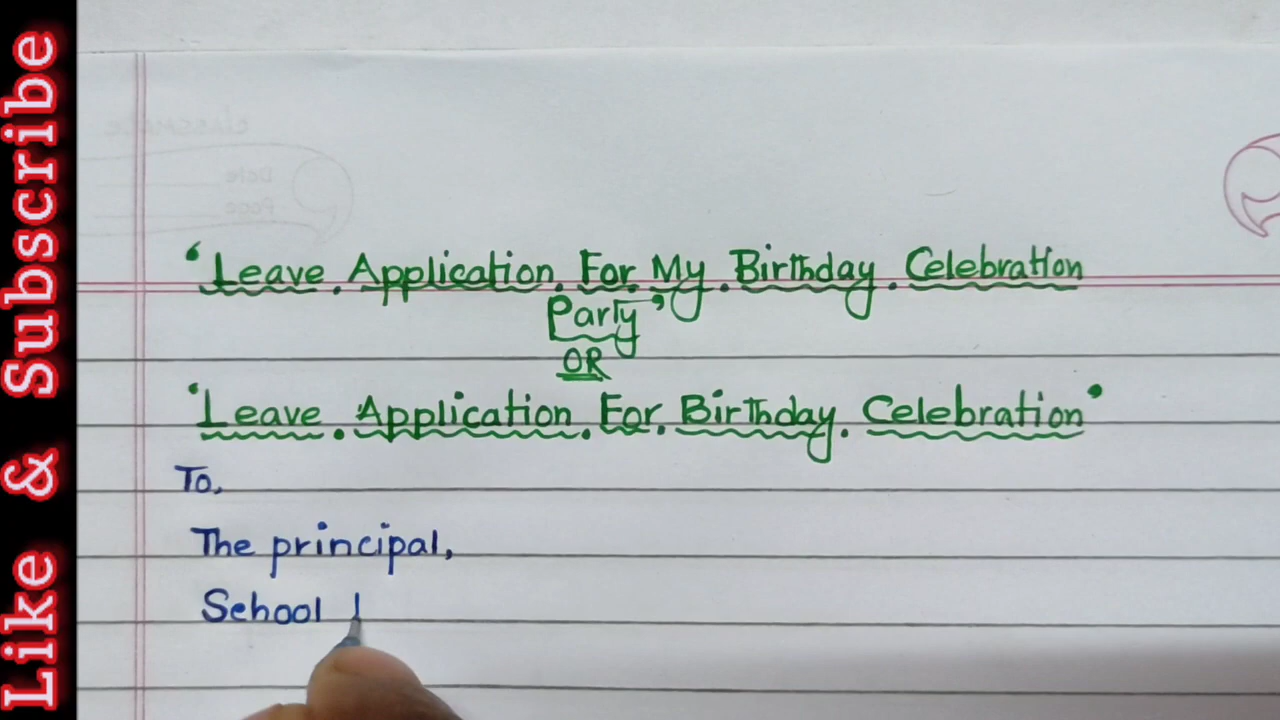 Like & Subscribe
‘Leave Application For My Birthday Celebration
Party’
OR
‘Leave Application For Birthday Celebration’
To,
The principal,
School